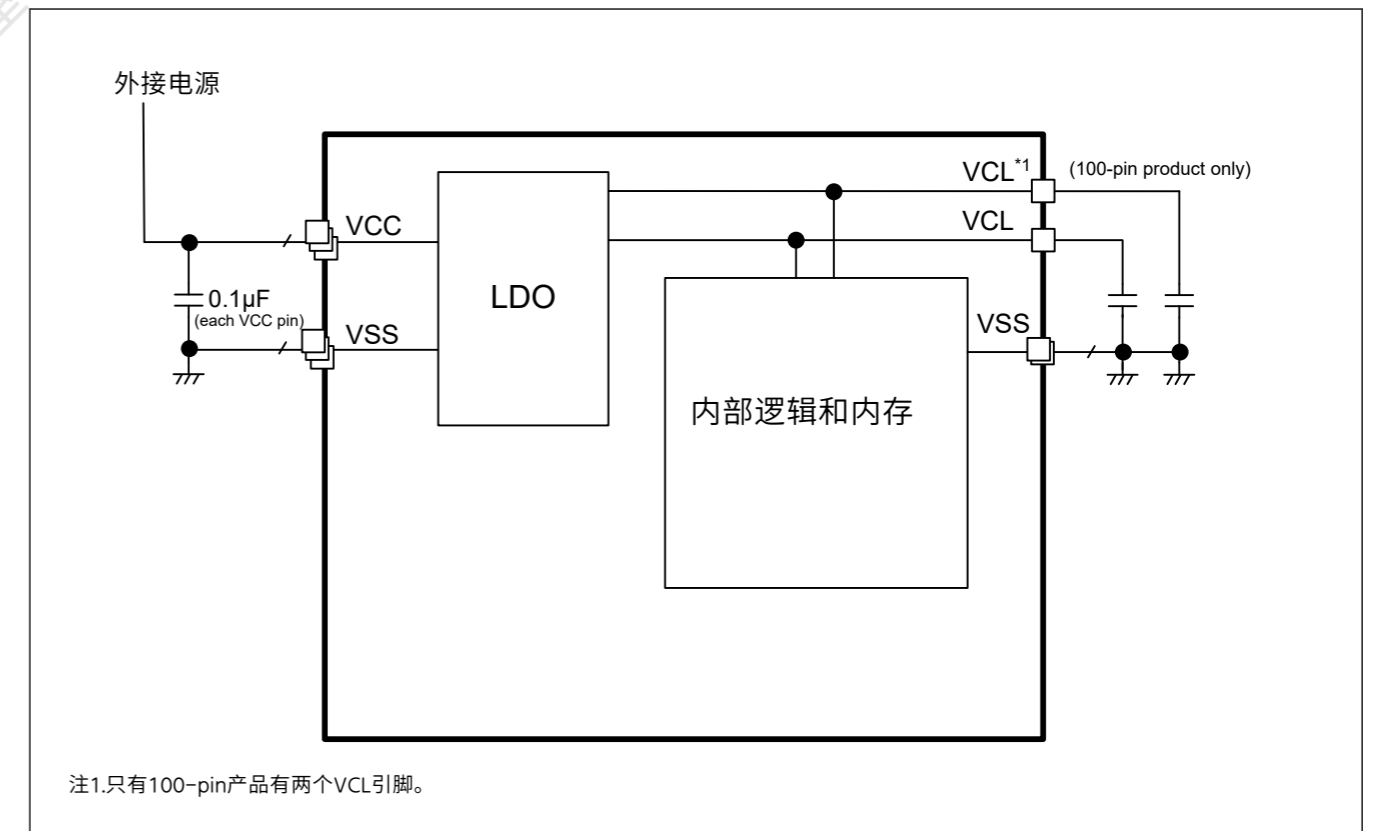 外接电源
VCL*1 (100-pin product only)
VCC
VCL
LDO
0.1µF
(each VCC pin)
VSS
VSS
内部逻辑和内存
注1.只有100-pin产品有两个VCL引脚。